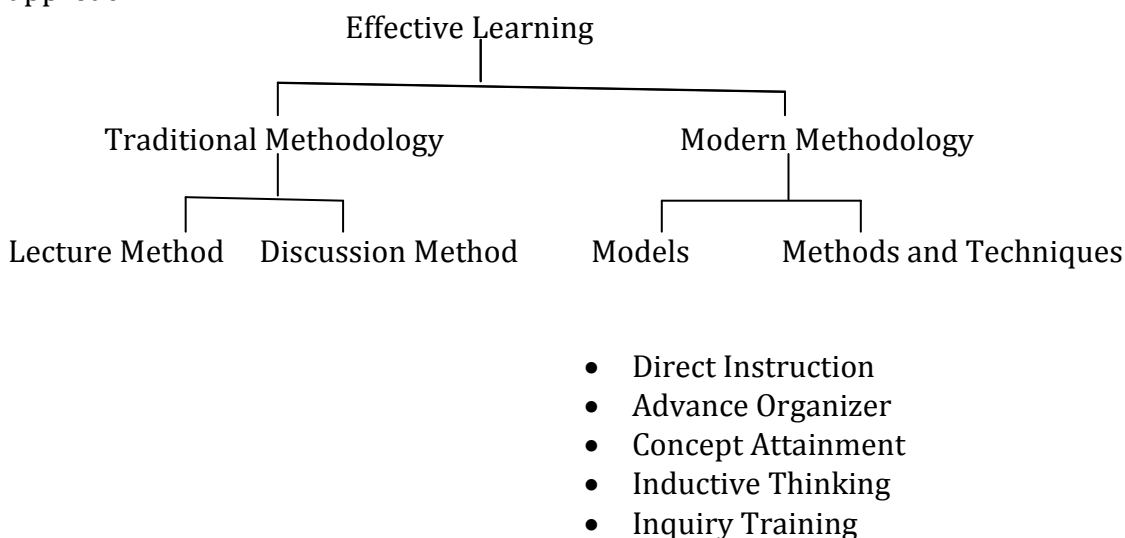 Effective Learning
Traditional Methodology Modern Methodology
Lecture Method Discussion Method Models Methods and Techniques
• Direct Instruction
• Advance Organizer
• Concept Attainment
• Inductive Thinking
• Inquiry Training